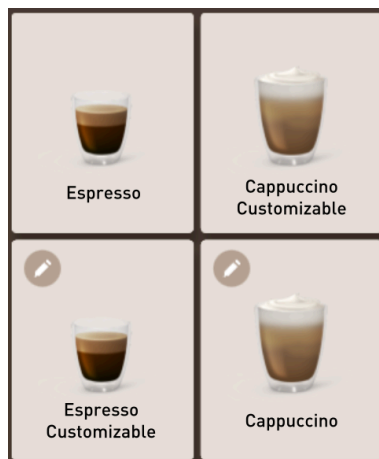 Espresso
Cappuccino
Customizable
Espresso
Customizable
Cappuccino